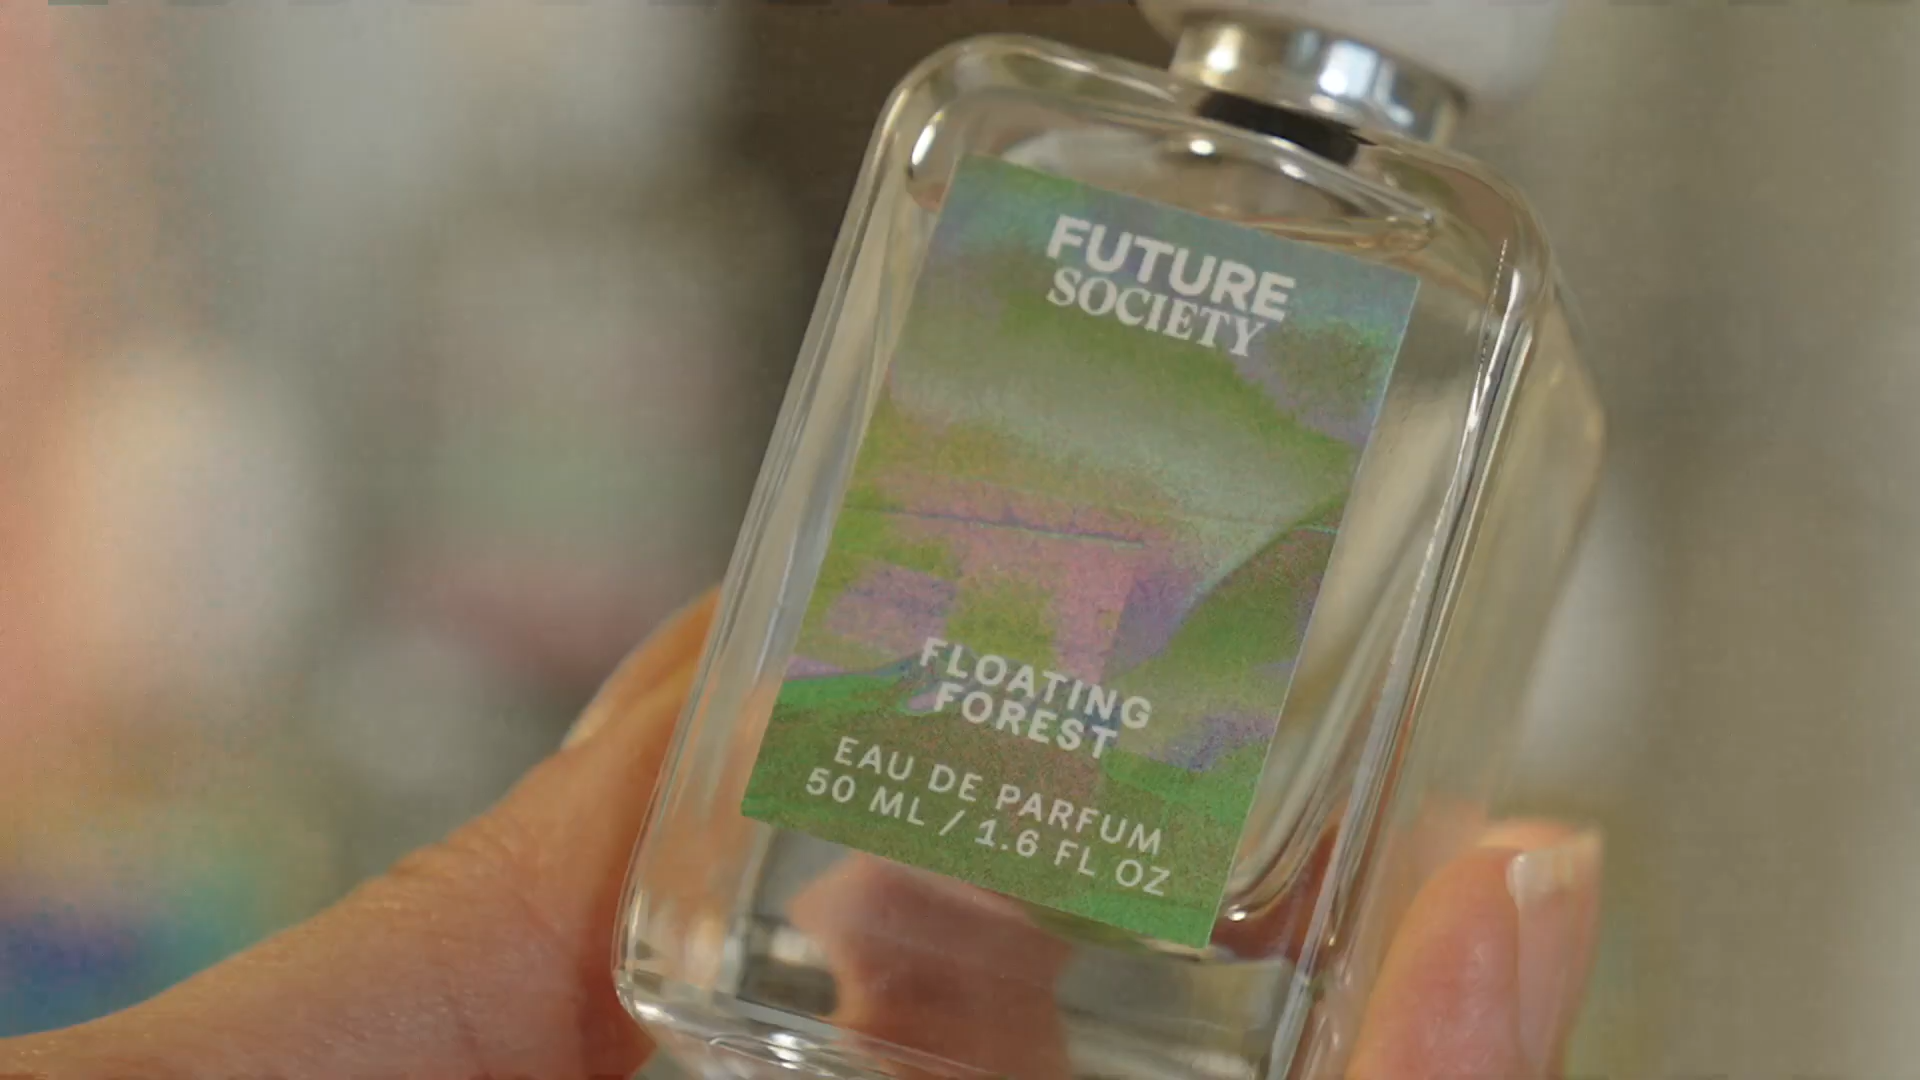 FUTURE
SOCIETY
FLOATING
FOREST
EAU DE PARFUM
50 ML / 1.6 FL OZ